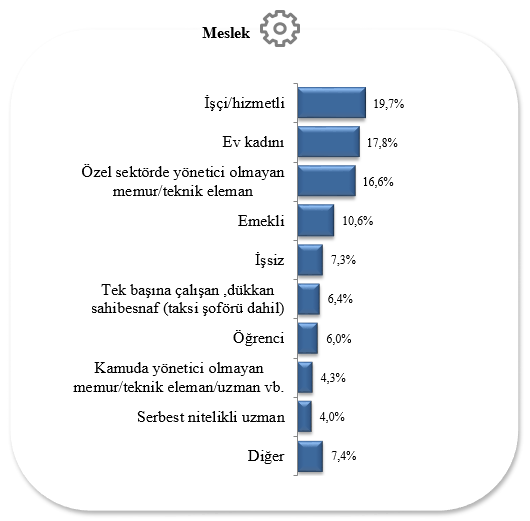 Meslek
İşçi/hizmetli
19,7%
Ev kadını
17,8%
Özel sektörde yönetici olmayan
memur/teknik eleman
16,6%
Emekli
10,6%
İşsiz
7,3%
Tek başına çalışan ,dükkan
sahibesnaf (taksi şoförü dahil)
6,4%
Öğrenci
6,0%
Kamuda yönetici olmayan
memur/teknik eleman/uzman vb.
4,3%
Serbest nitelikli uzman
4,0%
Diğer
7,4%